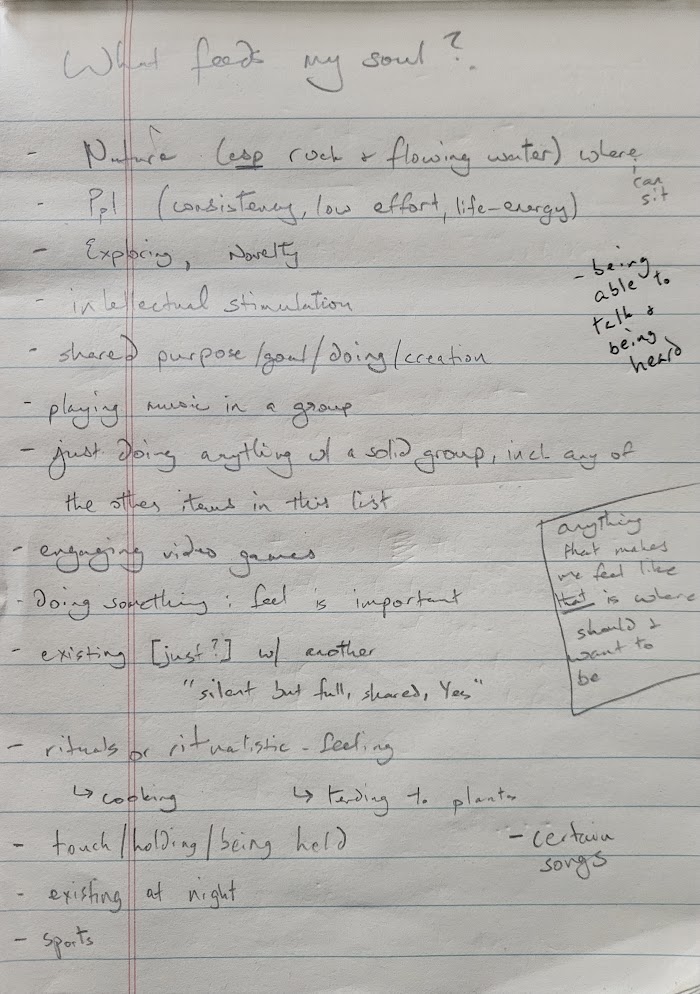 What feeds my soul?
- Nature (esp rock & flowing water) where
can
sit
- Ppl (consistency, low effort, life-energy)
- Exploring, Novelty
- being
able to
talk &
being
heard
- intellectual stimulation
- shared purpose/goal/doing/creation
- playing music in a group
- just doing anything w/ a solid group, incl any of
the other items in this list
- engaging video games
- Doing something: feel is important
- existing [just?] w/ another
"silent but full, shared, Yes"
anything
that makes
me feel like
that is where
should &
want to
be
- rituals or ritualistic-feeling
↳ cooking ↳ tending to plants
- touch/holding/being held
- certain
songs
- existing at night
- sports